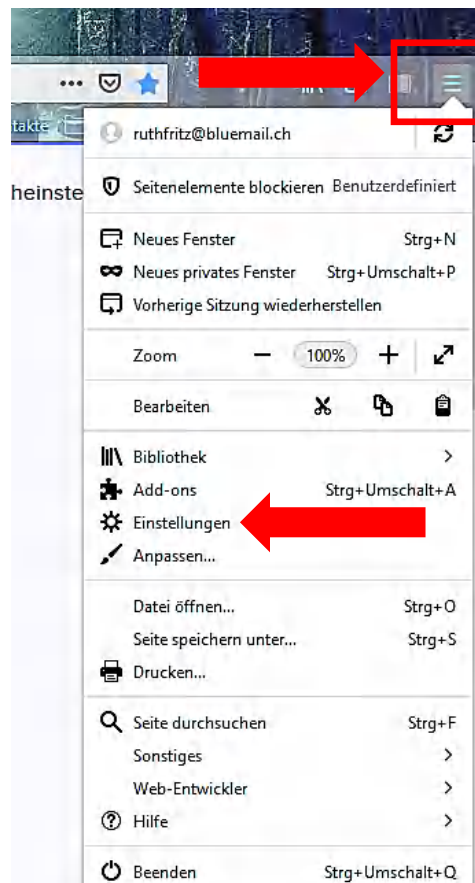 takte
heinste
ruthfritz@bluemail.ch
Seitenelemente blockieren Benutzerdefiniert
Neues Fenster Strg+N
Neues privates Fenster Strg+Umschalt+P
Vorherige Sitzung wiederherstellen
Zoom − 100% +
Bearbeiten
Bibliothek >
Add-ons Strg+Umschalt+A
Einstellungen
Anpassen...
Datei öffnen... Strg+O
Seite speichern unter... Strg+S
Drucken...
Seite durchsuchen Strg+F
Sonstiges >
Web-Entwickler >
Hilfe >
Beenden Strg+Umschalt+Q